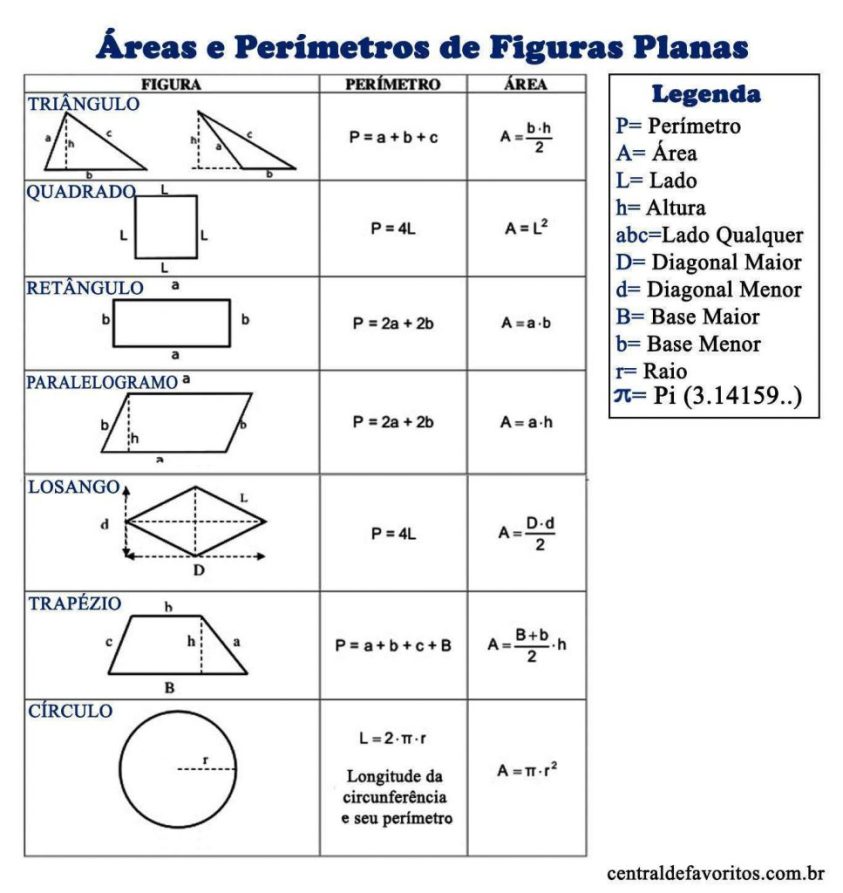 Áreas e Perímetros de Figuras Planas
FIGURA PERÍMETRO ÁREA
TRIÂNGULO
a h c b
h a c b
P = a + b + c
A = b·h / 2
QUADRADO
L
L L
L
P = 4L
A = L²
RETÂNGULO
a
b b
a
P = 2a + 2b
A = a·b
PARALELOGRAMO
a
b h b
a
P = 2a + 2b
A = a·h
LOSANGO
L
d
D
P = 4L
A = D·d / 2
TRAPÉZIO
h
c h a
B
P = a + b + c + B
A = B+b / 2 ·h
CÍRCULO
r
L = 2·π·r
Longitude da
circunferência
e seu perímetro
A = π·r²
Legenda
P= Perímetro
A= Área
L= Lado
h= Altura
abc=Lado Qualquer
D= Diagonal Maior
d= Diagonal Menor
B= Base Maior
b= Base Menor
r= Raio
π= Pi (3.14159..)
centraldefavoritos.com.br